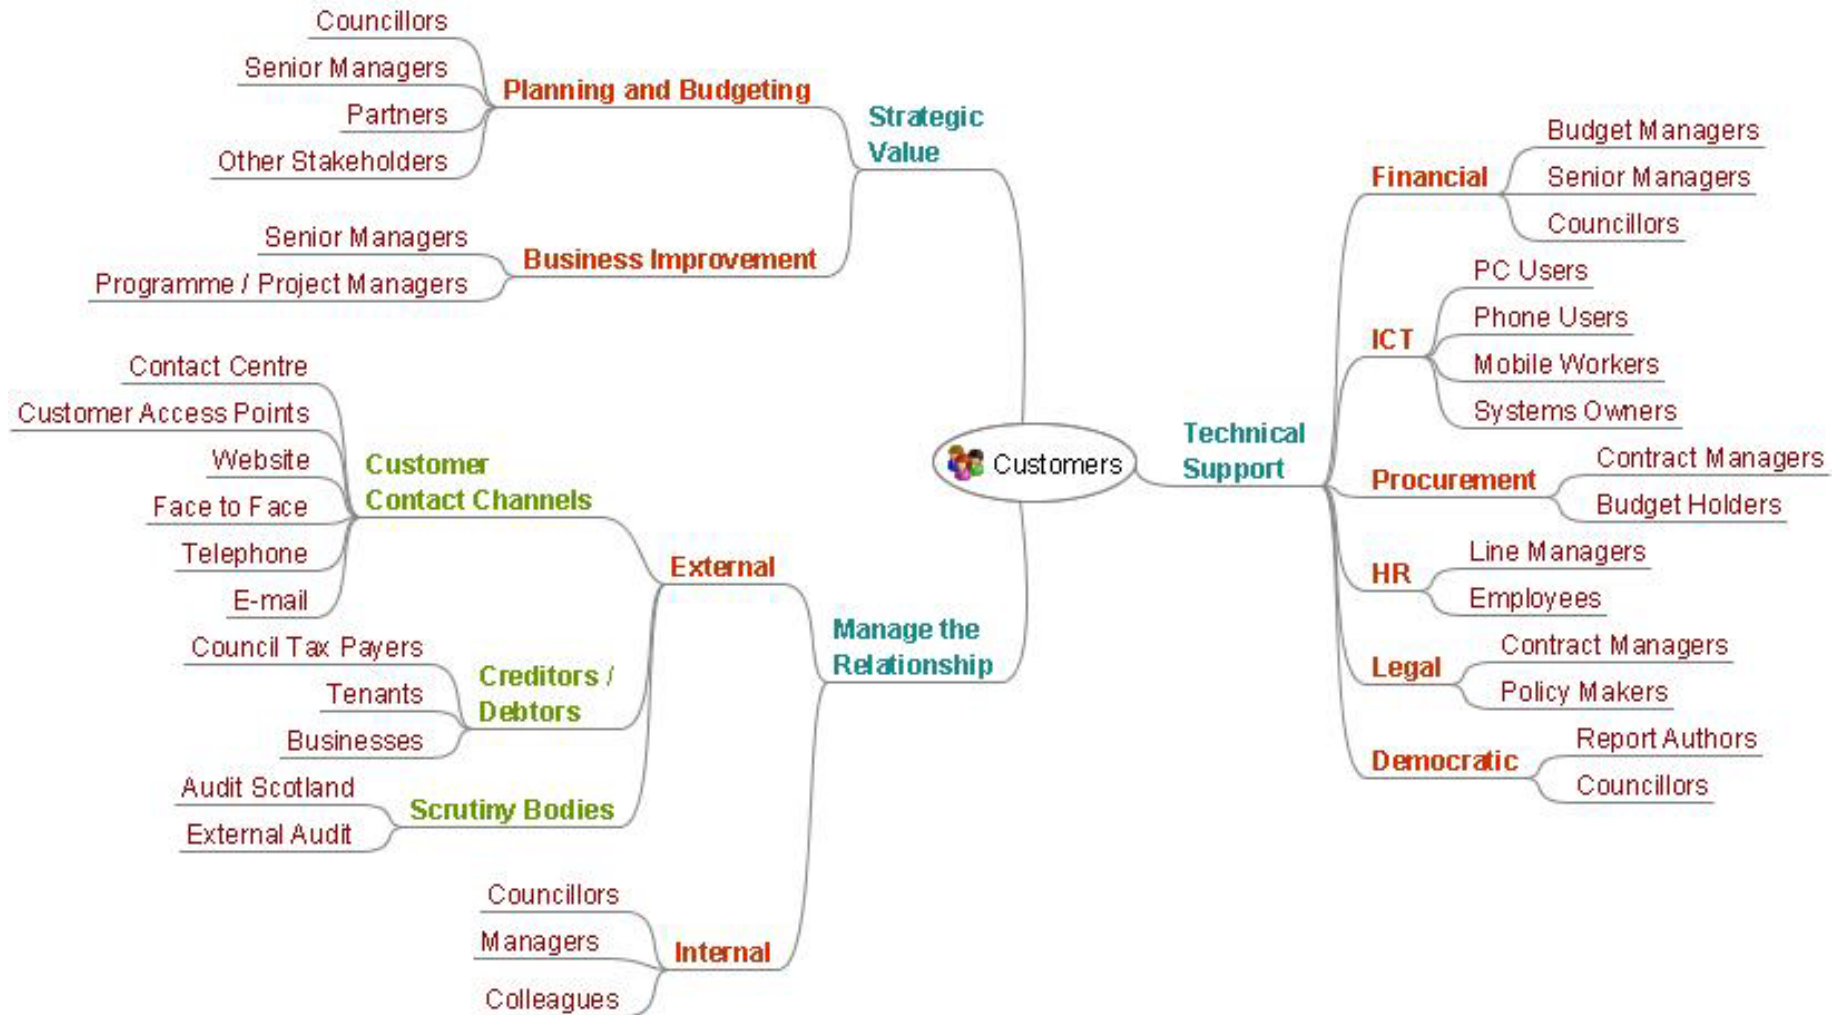 Councillors
Senior Managers
Partners
Other Stakeholders
Planning and Budgeting
Senior Managers
Programme / Project Managers
Business Improvement
Strategic
Value
Contact Centre
Customer Access Points
Website
Face to Face
Telephone
E-mail
Customer
Contact Channels
Council Tax Payers
Tenants
Businesses
Creditors /
Debtors
Audit Scotland
External Audit
Scrutiny Bodies
External
Councillors
Managers
Colleagues
Internal
Manage the
Relationship
Customers
Technical
Support
Financial
Budget Managers
Senior Managers
Councillors
ICT
PC Users
Phone Users
Mobile Workers
Systems Owners
Procurement
Contract Managers
Budget Holders
HR
Line Managers
Employees
Legal
Contract Managers
Policy Makers
Democratic
Report Authors
Councillors